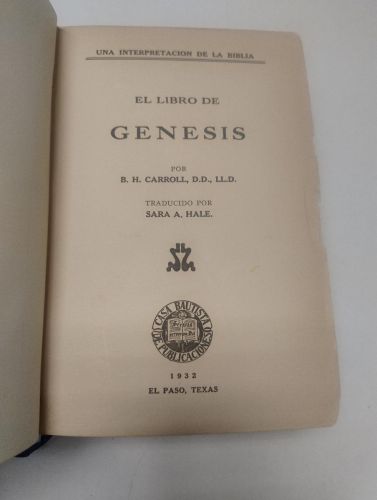 UNA INTERPRETACION DE LA BIBLIA
EL LIBRO DE
GENESIS
POR
B. H. CARROLL, D.D., LL.D.
TRADUCIDO POR
SARA A. HALE.
CASA BAUTISTA
DE PUBLICACIONES
1932
EL PASO, TEXAS